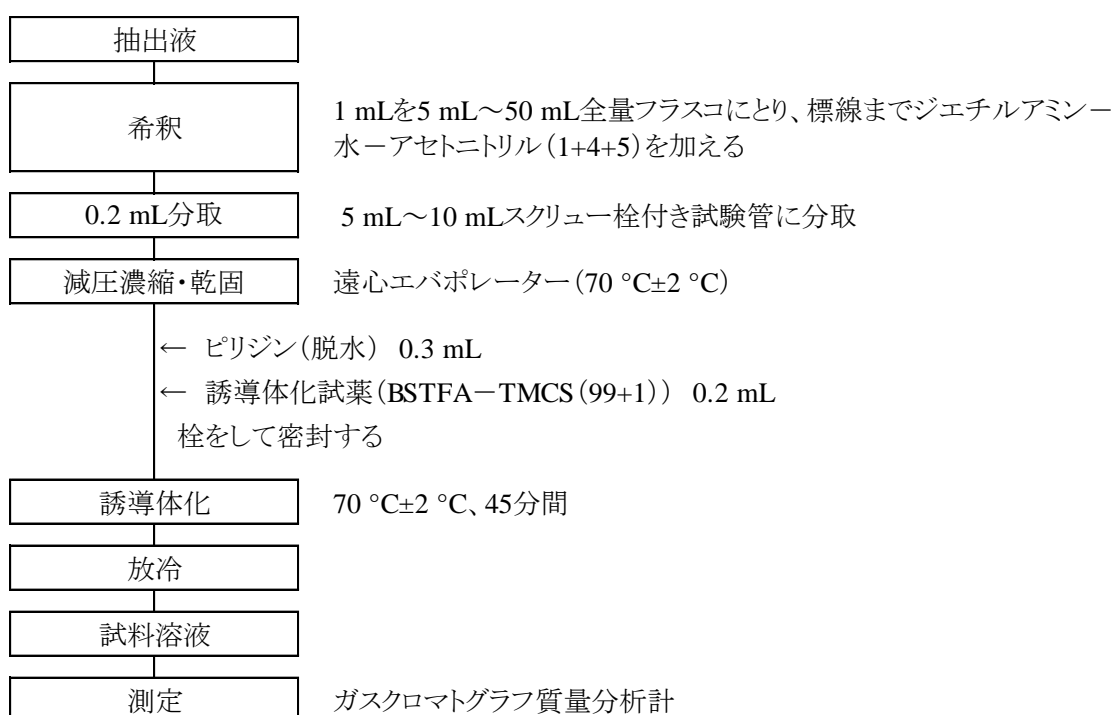 抽出液
希釈
1 mLを5 mL～50 mL全量フラスコにとり、標線までジエチルアミン－
水－アセトニトリル(1+4+5)を加える
0.2 mL分取
5 mL～10 mLスクリュー栓付き試験管に分取
減圧濃縮・乾固
遠心エバポレーター(70 °C±2 °C)
← ピリジン(脱水) 0.3 mL
← 誘導体化試薬(BSTFA－TMCS(99+1)) 0.2 mL
栓をして密封する
誘導体化
70 °C±2 °C、45分間
放冷
試料溶液
測定
ガスクロマトグラフ質量分析計